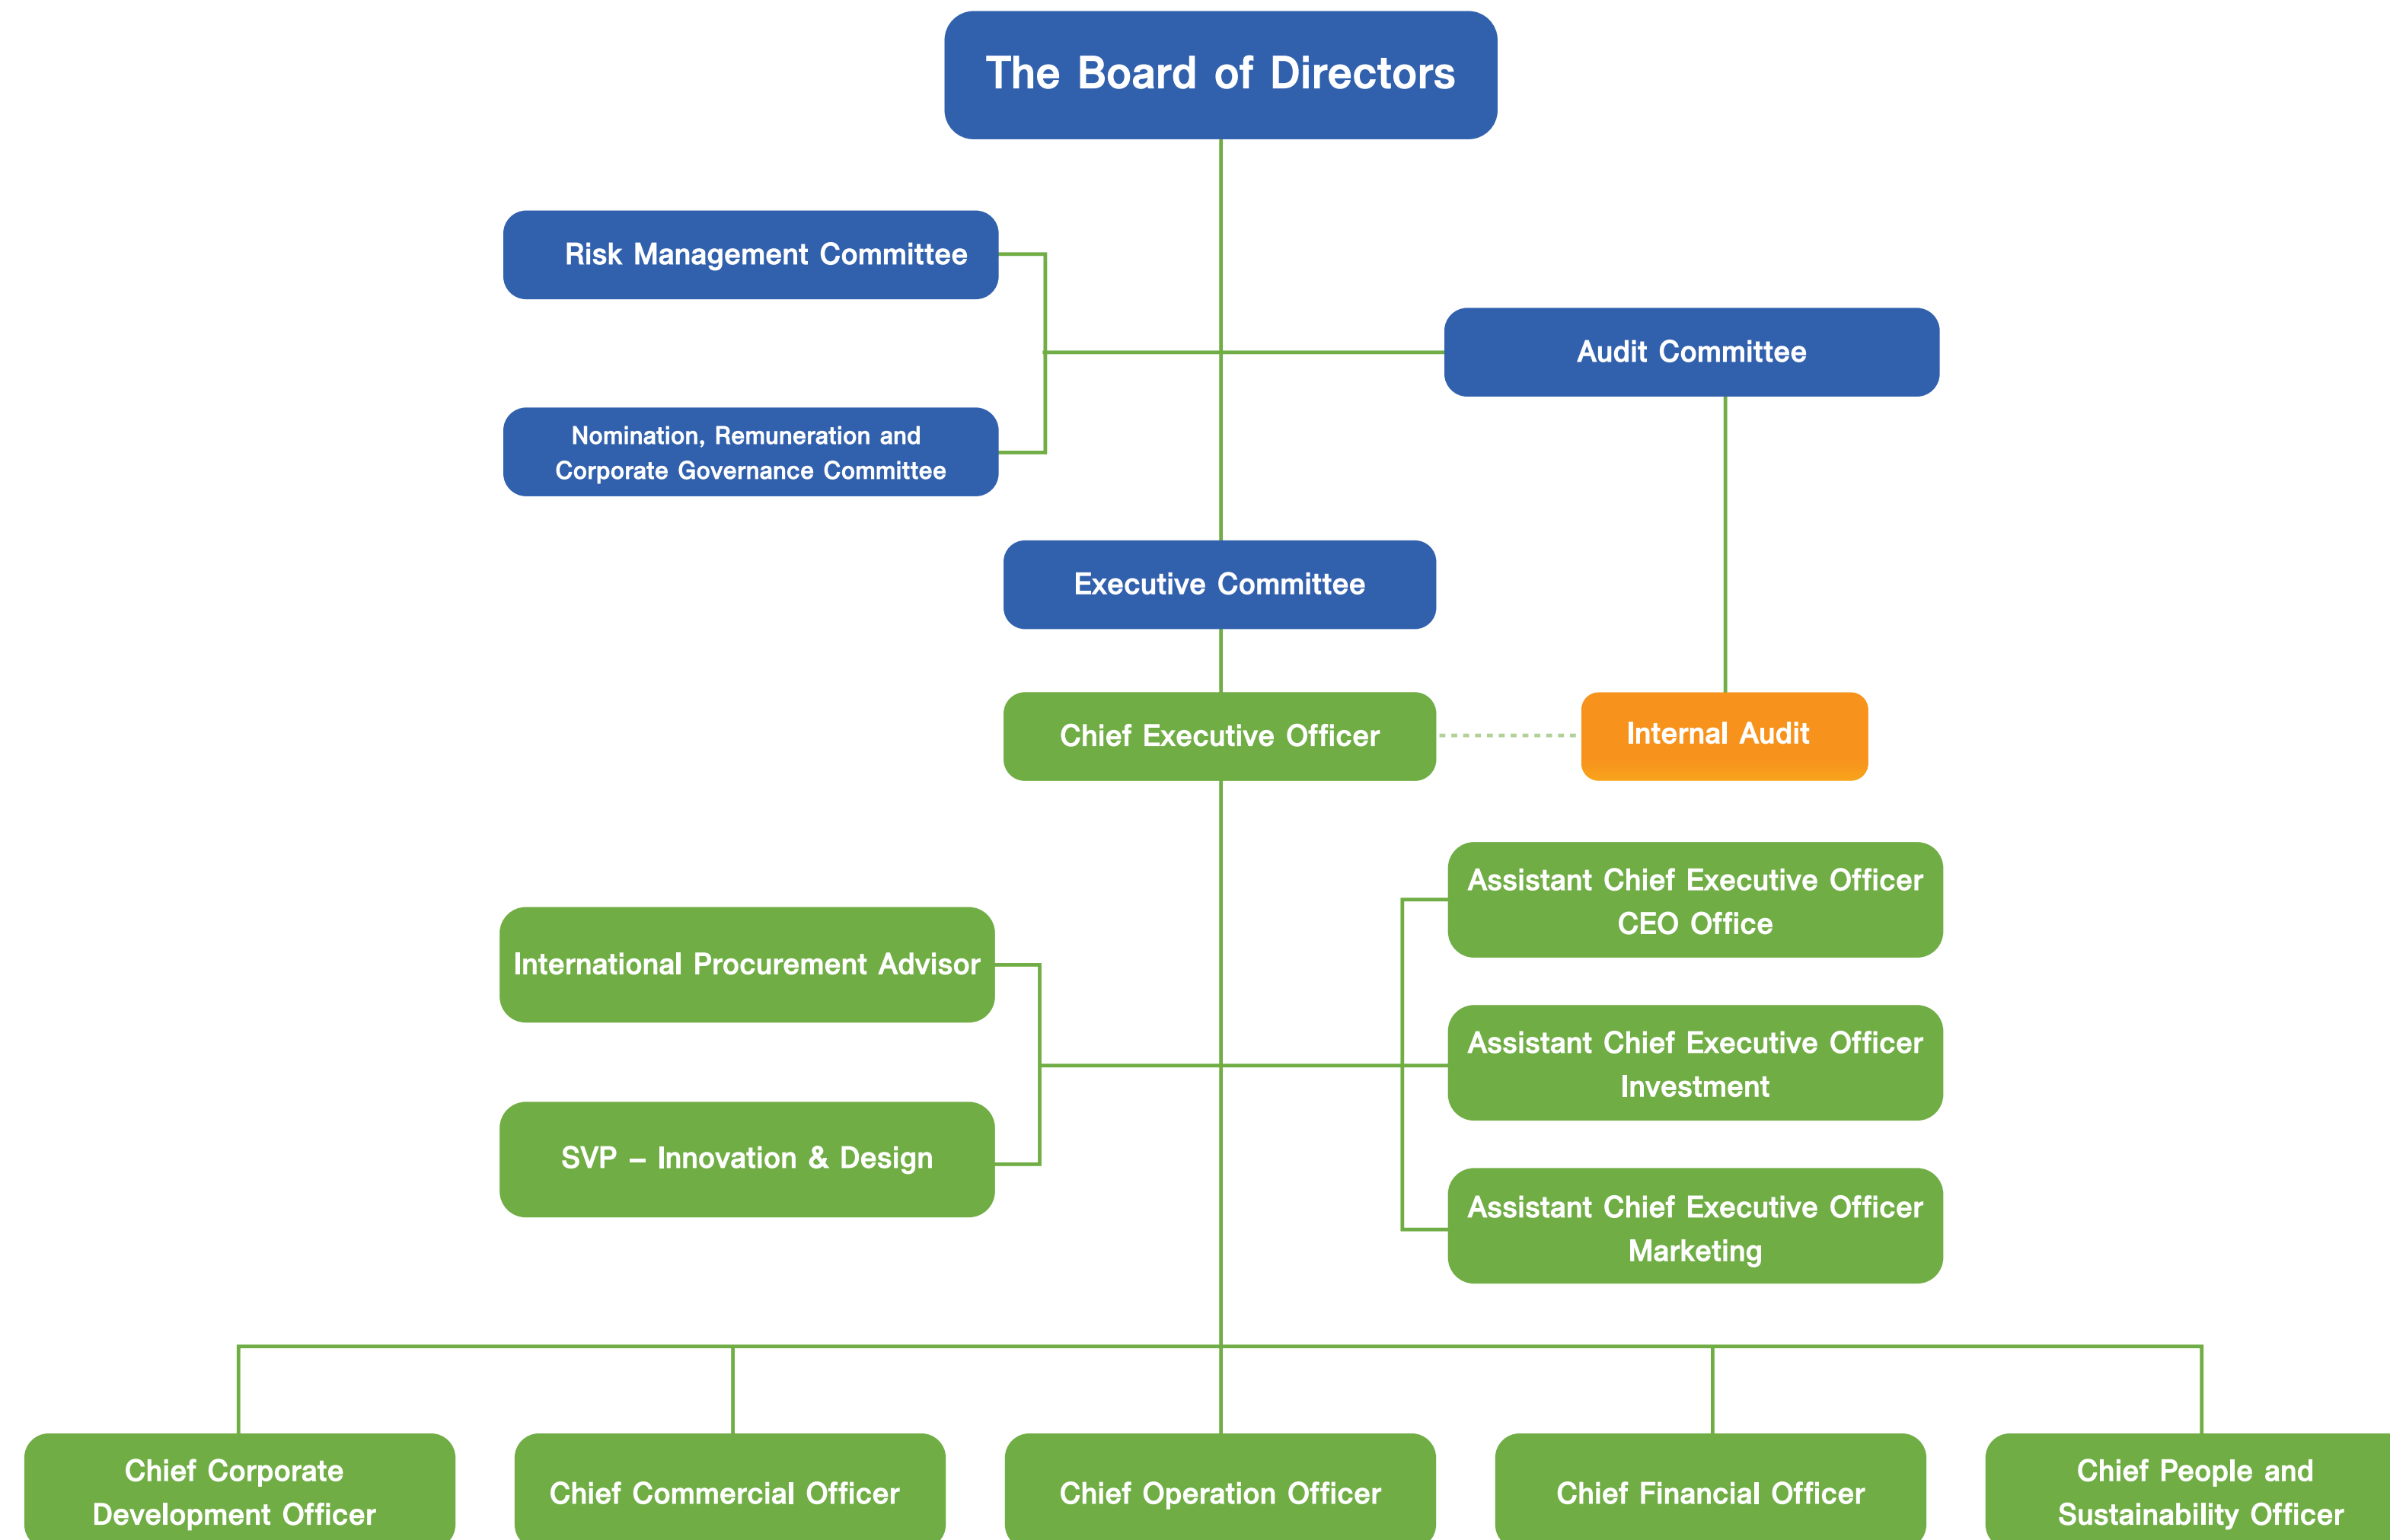 The Board of Directors
Risk Management Committee
Audit Committee
Nomination, Remuneration and
Corporate Governance Committee
Executive Committee
Chief Executive Officer
Internal Audit
Assistant Chief Executive Officer
CEO Office
International Procurement Advisor
Assistant Chief Executive Officer
Investment
SVP – Innovation & Design
Assistant Chief Executive Officer
Marketing
Chief Corporate
Development Officer
Chief Commercial Officer
Chief Operation Officer
Chief Financial Officer
Chief People and
Sustainability Officer